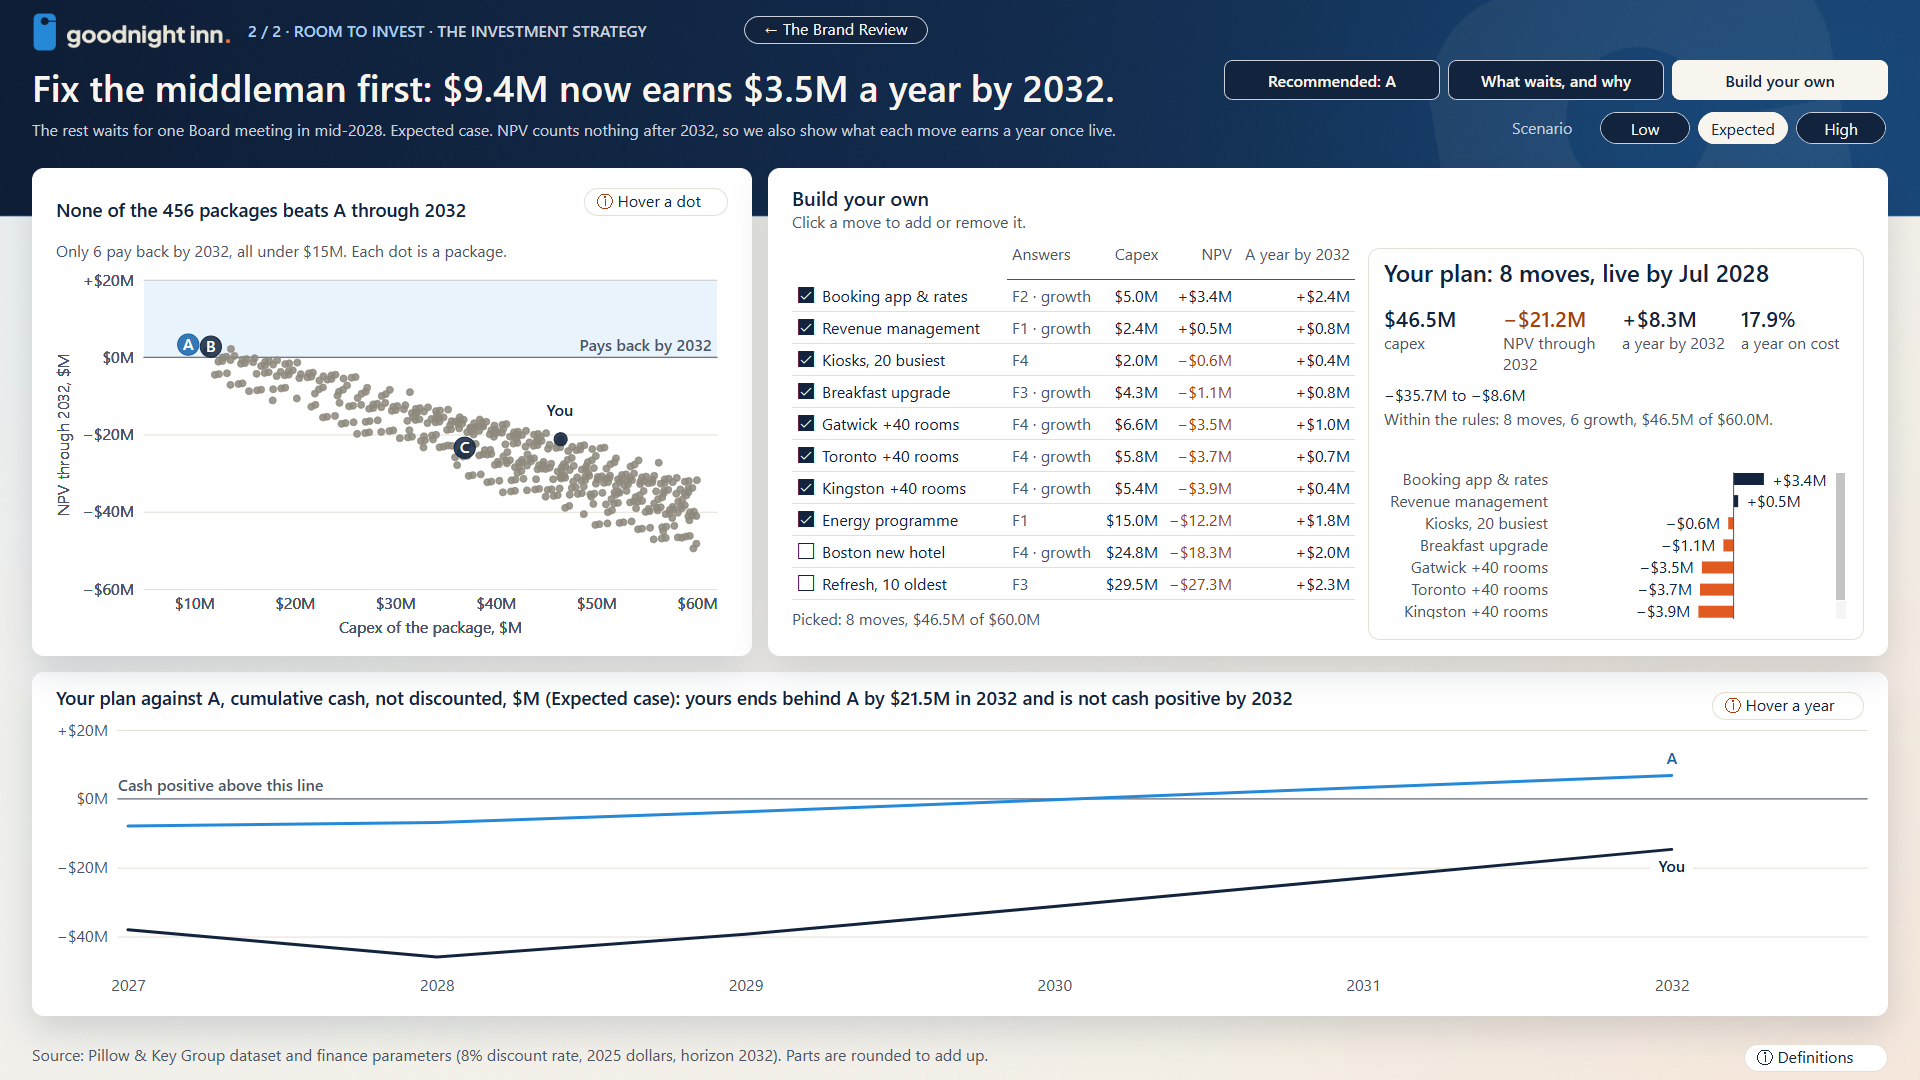 goodnight inn.
2 / 2 · ROOM TO INVEST · THE INVESTMENT STRATEGY
← The Brand Review
Fix the middleman first: $9.4M now earns $3.5M a year by 2032.
The rest waits for one Board meeting in mid-2028. Expected case. NPV counts nothing after 2032, so we also show what each move earns a year once live.
Recommended: A
What waits, and why
Build your own
Scenario
Low
Expected
High
None of the 456 packages beats A through 2032
ⓘ Hover a dot
Only 6 pay back by 2032, all under $15M. Each dot is a package.
NPV through 2032, $M
+$20M
$0M
−$20M
−$40M
−$60M
A
B
Pays back by 2032
You
C
$10M
$20M
$30M
$40M
$50M
$60M
Capex of the package, $M
Build your own
Click a move to add or remove it.
Answers Capex NPV A year by 2032
Booking app & rates F2 · growth $5.0M +$3.4M +$2.4M
Revenue management F1 · growth $2.4M +$0.5M +$0.8M
Kiosks, 20 busiest F4 $2.0M −$0.6M +$0.4M
Breakfast upgrade F3 · growth $4.3M −$1.1M +$0.8M
Gatwick +40 rooms F4 · growth $6.6M −$3.5M +$1.0M
Toronto +40 rooms F4 · growth $5.8M −$3.7M +$0.7M
Kingston +40 rooms F4 · growth $5.4M −$3.9M +$0.4M
Energy programme F1 $15.0M −$12.2M +$1.8M
Boston new hotel F4 · growth $24.8M −$18.3M +$2.0M
Refresh, 10 oldest F3 $29.5M −$27.3M +$2.3M
Picked: 8 moves, $46.5M of $60.0M
Your plan: 8 moves, live by Jul 2028
$46.5M −$21.2M +$8.3M 17.9%
capex NPV through 2032 a year by 2032 a year on cost
−$35.7M to −$8.6M
Within the rules: 8 moves, 6 growth, $46.5M of $60.0M.
Booking app & rates +$3.4M
Revenue management +$0.5M
Kiosks, 20 busiest −$0.6M
Breakfast upgrade −$1.1M
Gatwick +40 rooms −$3.5M
Toronto +40 rooms −$3.7M
Kingston +40 rooms −$3.9M
Your plan against A, cumulative cash, not discounted, $M (Expected case): yours ends behind A by $21.5M in 2032 and is not cash positive by 2032
ⓘ Hover a year
+$20M
$0M
−$20M
−$40M
Cash positive above this line
A
You
2027
2028
2029
2030
2031
2032
Source: Pillow & Key Group dataset and finance parameters (8% discount rate, 2025 dollars, horizon 2032). Parts are rounded to add up.
ⓘ Definitions